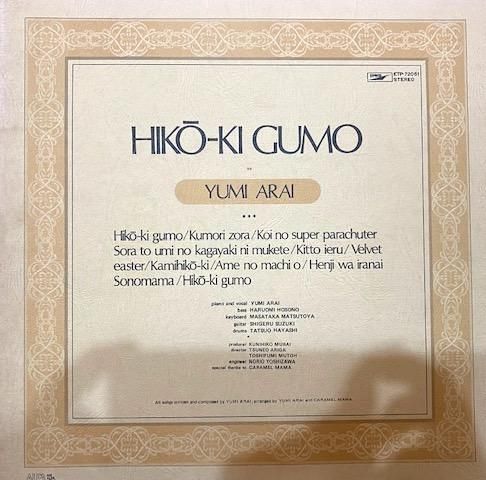 ETP-72051
STEREO
HIKŌ-KI GUMO
YUMI ARAI
Hikō-ki gumo/Kumori zora/Koi no super parachuter
Sora to umi no kagayaki ni mukete/Kitto ieru/Velvet
easter/Kamihikō-ki/Ame no machi o/Henji wa iranai
Sonomama/Hikō-ki gumo
piano and vocal YUMI ARAI
bass HARUOMI HOSONO
keyboard MASATAKA MATSUTOYA
guitar SHIGERU SUZUKI
drums TATSUO HAYASHI
producer KUNIHIKO MURAI
director TSUNEO ARIGA
TOSHIFUMI MUTOH
engineer NORIO YOSHIZAWA
special thanks to CARAMEL MAMA
All songs written and composed by YUMI ARAI, arranged by YUMI ARAI and CARAMEL MAMA